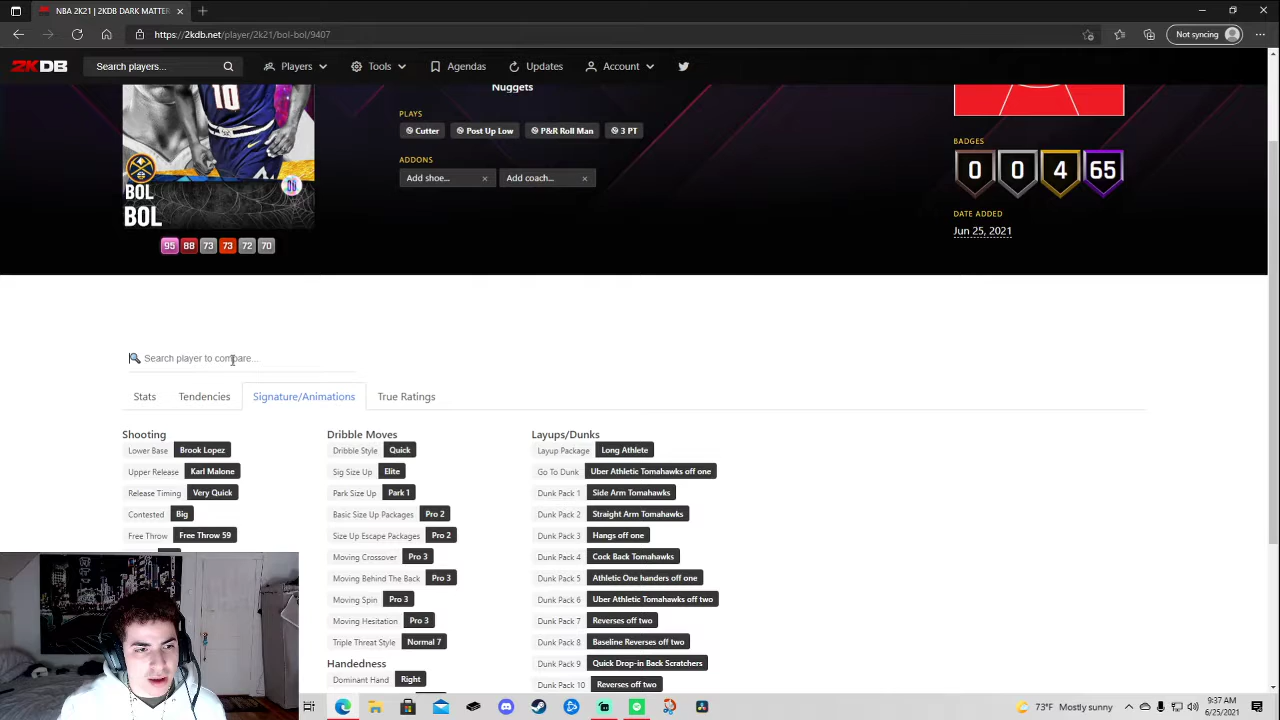 NBA 2K21 | 2KDB DARK MATTER
https://2kdb.net/player/2k21/bol-bol/9407
Not syncing
2KDB
Search players...
Players
Tools
Agendas
Updates
Account
10
BOL
BOL
95 88 73 73 72 70
Nuggets
PLAYS
Cutter
Post Up Low
P&R Roll Man
3 PT
ADDONS
Add shoe...
Add coach...
BADGES
0 0 4 65
DATE ADDED
Jun 25, 2021
Search player to compare...
Stats
Tendencies
Signature/Animations
True Ratings
Shooting
Lower Base Brook Lopez
Upper Release Karl Malone
Release Timing Very Quick
Contested Big
Free Throw Free Throw 59
Dribble Moves
Dribble Style Quick
Sig Size Up Elite
Park Size Up Park 1
Basic Size Up Packages Pro 2
Size Up Escape Packages Pro 2
Moving Crossover Pro 3
Moving Behind The Back Pro 3
Moving Spin Pro 3
Moving Hesitation Pro 3
Triple Threat Style Normal 7
Handedness
Dominant Hand Right
Layups/Dunks
Layup Package Long Athlete
Go To Dunk Uber Athletic Tomahawks off one
Dunk Pack 1 Side Arm Tomahawks
Dunk Pack 2 Straight Arm Tomahawks
Dunk Pack 3 Hangs off one
Dunk Pack 4 Cock Back Tomahawks
Dunk Pack 5 Athletic One handers off one
Dunk Pack 6 Uber Athletic Tomahawks off two
Dunk Pack 7 Reverses off two
Dunk Pack 8 Baseline Reverses off two
Dunk Pack 9 Quick Drop-in Back Scratchers
Dunk Pack 10 Reverses off two
73°F Mostly sunny
9:37 AM
6/25/2021